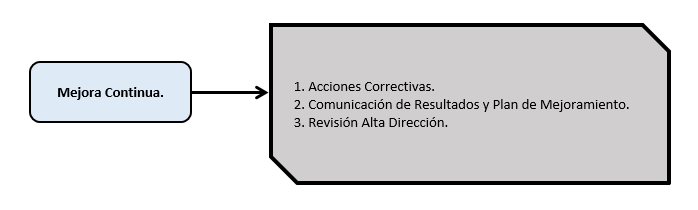 Mejora Continua.
1. Acciones Correctivas.
2. Comunicación de Resultados y Plan de Mejoramiento.
3. Revisión Alta Dirección.